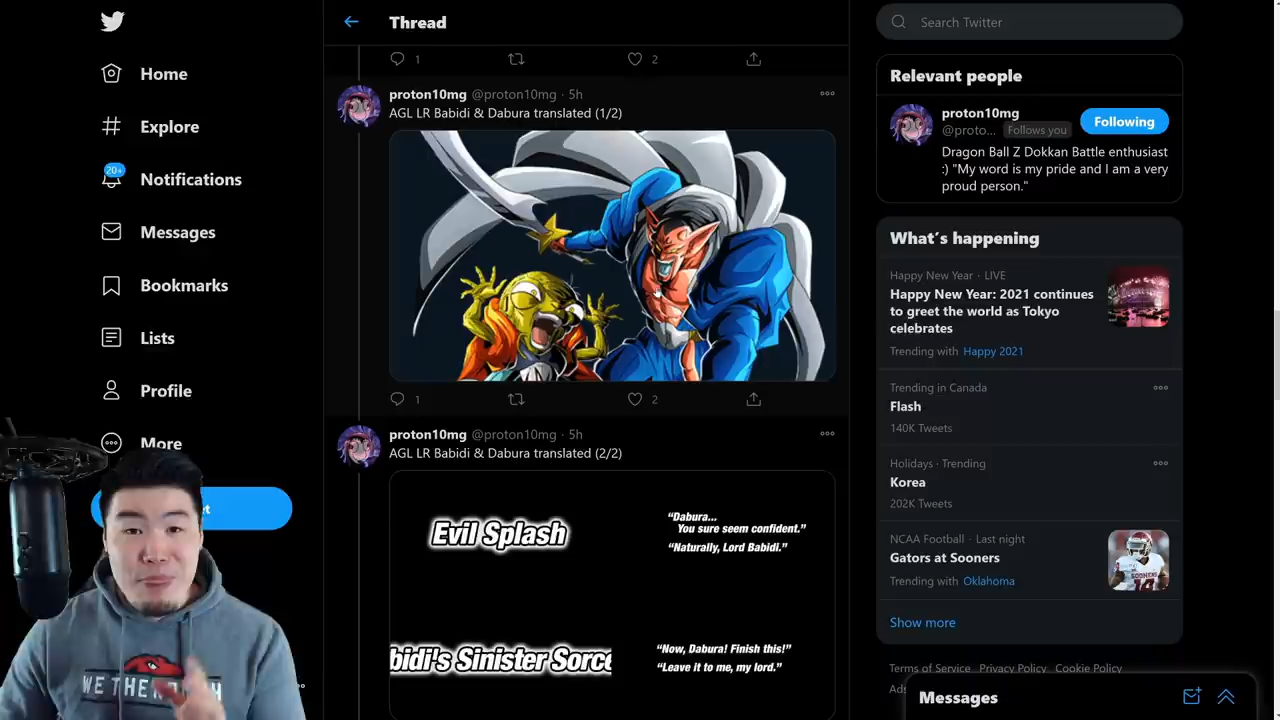 Home
Explore
20+
Notifications
Messages
Bookmarks
Lists
Profile
More
Thread
1
2
proton10mg @proton10mg · 5h
AGL LR Babidi & Dabura translated (1/2)
1
2
proton10mg @proton10mg · 5h
AGL LR Babidi & Dabura translated (2/2)
Evil Splash
“Dabura...
You sure seem confident.”
“Naturally, Lord Babidi.”
Sinister
“Now, Dabura! Finish this!”
“Leave it to me, my lord.”
WE THE
Search Twitter
Relevant people
proton10mg
@proto... Follows you
Following
Dragon Ball Z Dokkan Battle enthusiast
:) "My word is my pride and I am a very
proud person."
What's happening
Happy New Year · LIVE
Happy New Year: 2021 continues
to greet the world as Tokyo
celebrates
Trending with Happy 2021
Trending in Canada
Flash
140K Tweets
Holidays · Trending
Korea
202K Tweets
NCAA Football · Last night
Gators at Sooners
Trending with Oklahoma
Show more
Terms of Service Privacy Policy Cookie Policy
Messages